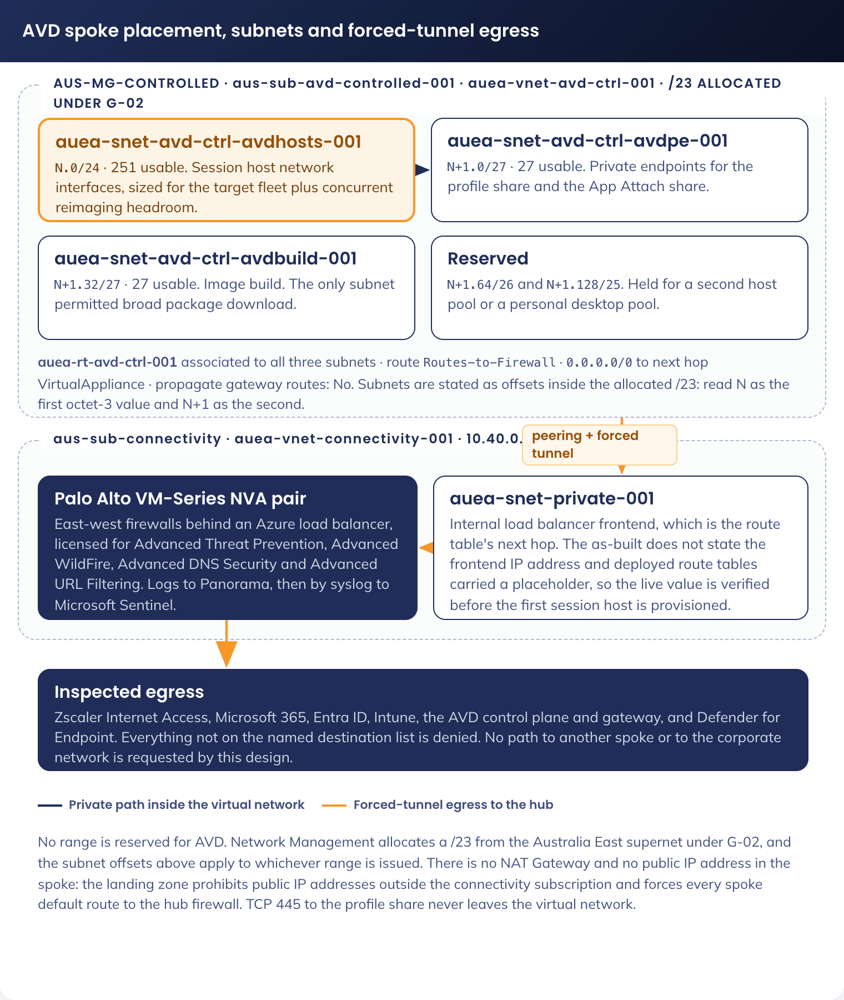 AVD spoke placement, subnets and forced-tunnel egress
AUS-MG-CONTROLLED · aus-sub-avd-controlled-001 · auea-vnet-avd-ctrl-001 · /23 ALLOCATED
UNDER G-02
auea-snet-avd-ctrl-avdhosts-001
N.0/24 · 251 usable. Session host network
interfaces, sized for the target fleet plus concurrent
reimaging headroom.
auea-snet-avd-ctrl-avdpe-001
N+1.0/27 · 27 usable. Private endpoints for the
profile share and the App Attach share.
auea-snet-avd-ctrl-avdbuild-001
N+1.32/27 · 27 usable. Image build. The only subnet
permitted broad package download.
Reserved
N+1.64/26 and N+1.128/25. Held for a second host
pool or a personal desktop pool.
auea-rt-avd-ctrl-001 associated to all three subnets · route Routes-to-Firewall · 0.0.0.0/0 to next hop
VirtualAppliance · propagate gateway routes: No. Subnets are stated as offsets inside the allocated /23: read N as the
first octet-3 value and N+1 as the second.
aus-sub-connectivity · auea-vnet-connectivity-001 · 10.40.0.
peering + forced
tunnel
Palo Alto VM-Series NVA pair
East-west firewalls behind an Azure load balancer,
licensed for Advanced Threat Prevention, Advanced
WildFire, Advanced DNS Security and Advanced
URL Filtering. Logs to Panorama, then by syslog to
Microsoft Sentinel.
auea-snet-private-001
Internal load balancer frontend, which is the route
table's next hop. The as-built does not state the
frontend IP address and deployed route tables
carried a placeholder, so the live value is verified
before the first session host is provisioned.
Inspected egress
Zscaler Internet Access, Microsoft 365, Entra ID, Intune, the AVD control plane and gateway, and Defender for
Endpoint. Everything not on the named destination list is denied. No path to another spoke or to the corporate
network is requested by this design.
Private path inside the virtual network
Forced-tunnel egress to the hub
No range is reserved for AVD. Network Management allocates a /23 from the Australia East supernet under G-02, and
the subnet offsets above apply to whichever range is issued. There is no NAT Gateway and no public IP address in the
spoke: the landing zone prohibits public IP addresses outside the connectivity subscription and forces every spoke
default route to the hub firewall. TCP 445 to the profile share never leaves the virtual network.